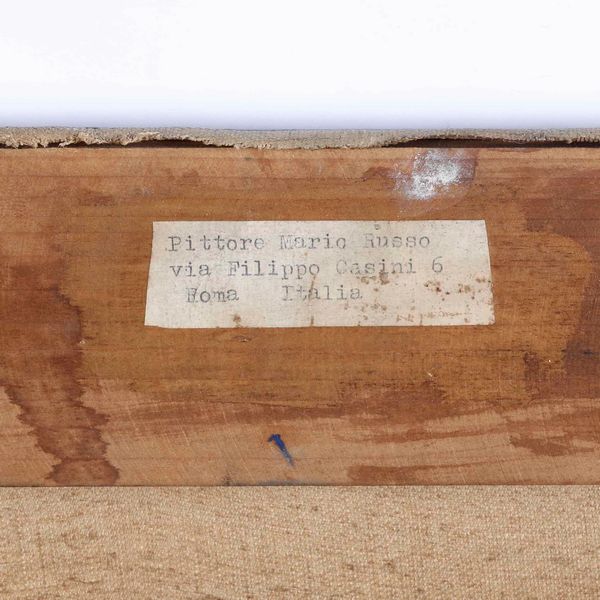 Pittore Mario Russo
via Filippo Casini 6
Roma Italia